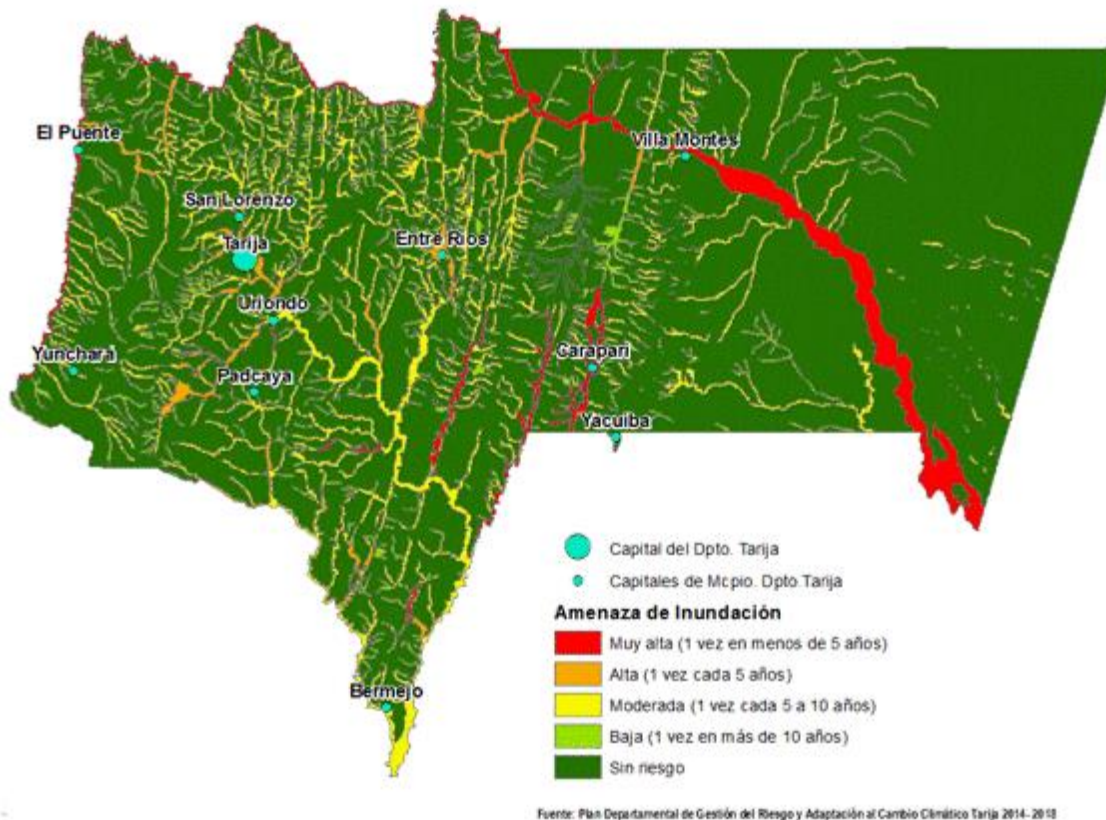 El Puente
Villa Montes
San Lorenzo
Tarija
Entre Rios
Uriondo
Yunchará
Padcaya
Carapari
Yacuiba
Bermejo
Capital del Dpto. Tarija
Capitales de Mcpio. Dpto.Tarija
Amenaza de Inundación
Muy alta (1 vez en menos de 5 años)
Alta (1 vez cada 5 años)
Moderada (1 vez cada 5 a 10 años)
Baja (1 vez en más de 10 años)
Sin riesgo
Fuente: Plan Departamental de Gestión del Riesgo y Adaptación al Cambio Climático Tarija 2014- 2018